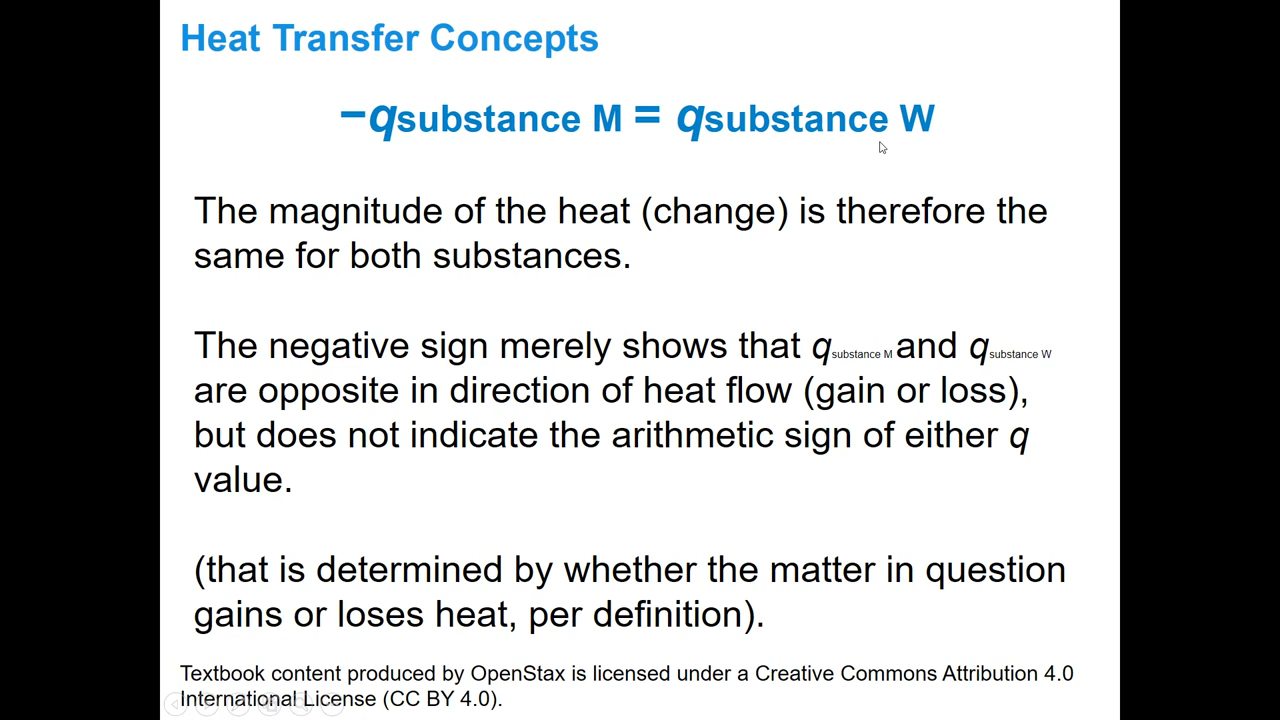 Heat Transfer Concepts
−qsubstance M = qsubstance W
The magnitude of the heat (change) is therefore the
same for both substances.
The negative sign merely shows that qsubstance M and qsubstance W
are opposite in direction of heat flow (gain or loss),
but does not indicate the arithmetic sign of either q
value.
(that is determined by whether the matter in question
gains or loses heat, per definition).
Textbook content produced by OpenStax is licensed under a Creative Commons Attribution 4.0
International License (CC BY 4.0).